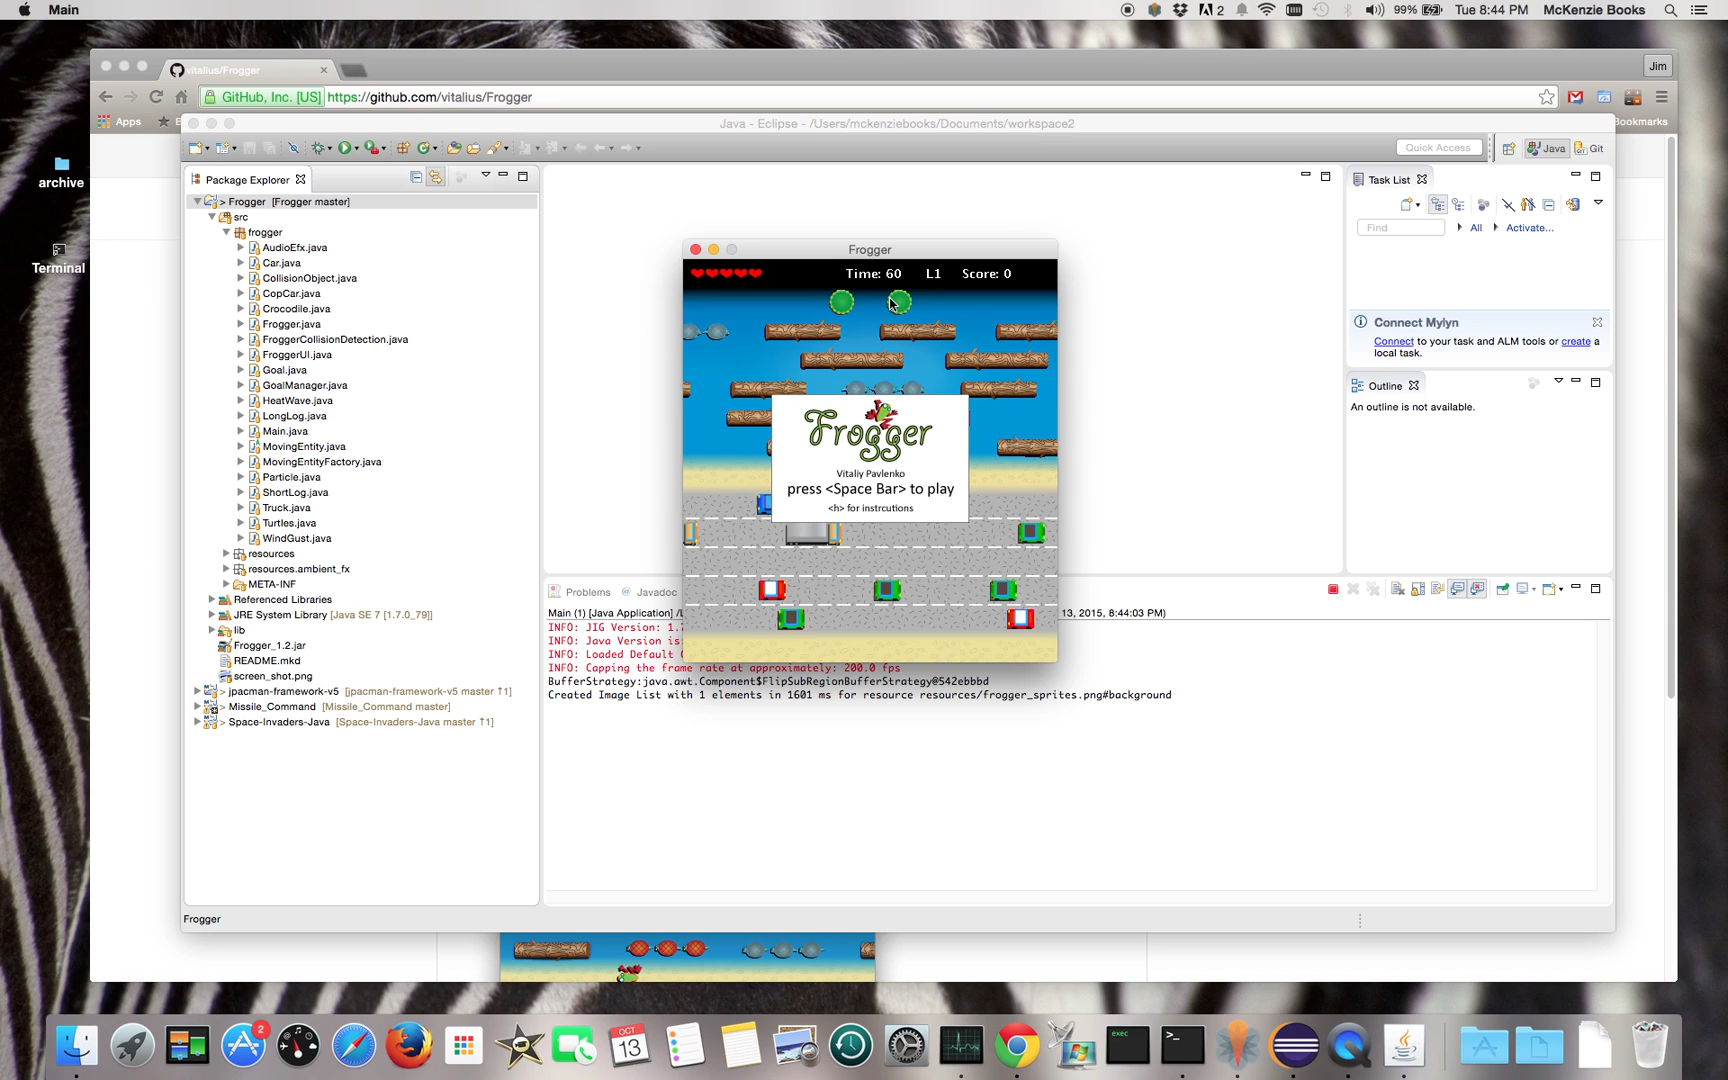 Main
2
99%
Tue 8:44 PM
McKenzie Books
vitalius/Frogger
Jim
GitHub, Inc. [US]
https://github.com/vitalius/Frogger
Apps
Bookmarks
Java - Eclipse - /Users/mckenziebooks/Documents/workspace2
Quick Access
Java
Git
archive
Terminal
Package Explorer
> Frogger [Frogger master]
src
frogger
AudioEfx.java
Car.java
CollisionObject.java
CopCar.java
Crocodile.java
Frogger.java
FroggerCollisionDetection.java
FroggerUI.java
Goal.java
GoalManager.java
HeatWave.java
LongLog.java
Main.java
MovingEntity.java
MovingEntityFactory.java
Particle.java
ShortLog.java
Truck.java
Turtles.java
WindGust.java
resources
resources.ambient_fx
META-INF
Referenced Libraries
JRE System Library [Java SE 7 [1.7.0_79]]
lib
Frogger_1.2.jar
README.mkd
screen_shot.png
> jpacman-framework-v5 [jpacman-framework-v5 master ↑1]
> Missile_Command [Missile_Command master]
> Space-Invaders-Java [Space-Invaders-Java master ↑1]
Frogger
Time: 60 L1 Score: 0
Frogger
Vitaliy Pavlenko
press <Space Bar> to play
<h> for instrcutions
Task List
Find
All
Activate...
Connect Mylyn
Connect to your task and ALM tools or create a
local task.
Outline
An outline is not available.
Problems
@ Javadoc
Main (1) [Java Application]
13, 2015, 8:44:03 PM)
INFO: JIG Version: 1.
INFO: Java Version is
INFO: Loaded Default
INFO: Capping the frame rate at approximately: 200.0 fps
BufferStrategy:java.awt.Component$FlipSubRegionBufferStrategy@542ebbbd
Created Image List with 1 elements in 1601 ms for resource resources/frogger_sprites.png#background
Frogger
2
OCT
13
exec